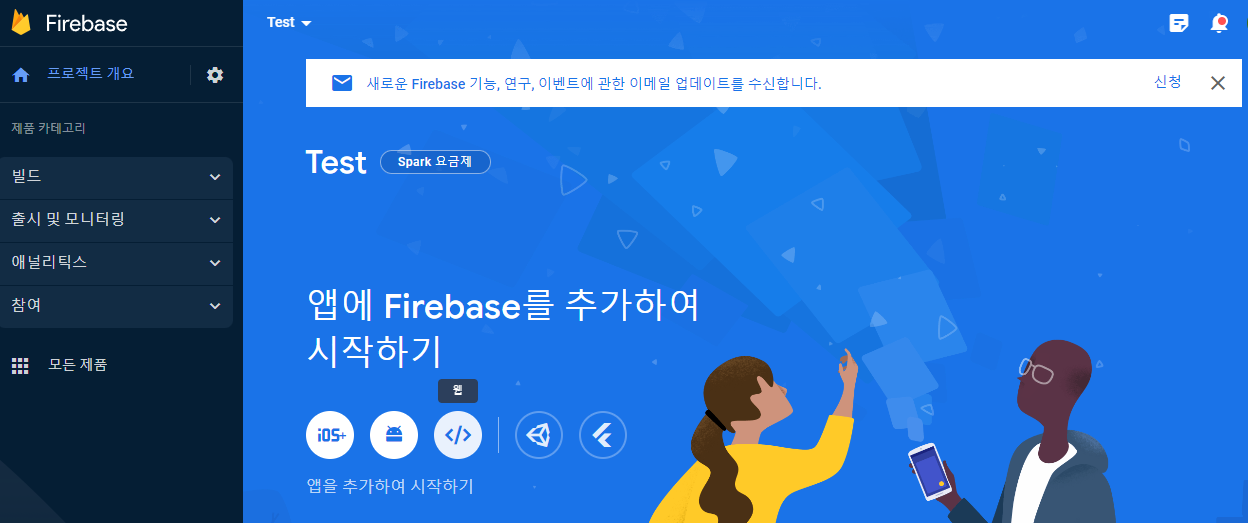 Firebase
프로젝트 개요
제품 카테고리
빌드
출시 및 모니터링
애널리틱스
참여
모든 제품
Test
새로운 Firebase 기능, 연구, 이벤트에 관한 이메일 업데이트를 수신합니다.
신청
Test
Spark 요금제
앱에 Firebase를 추가하여
시작하기
웹
iOS+
앱을 추가하여 시작하기